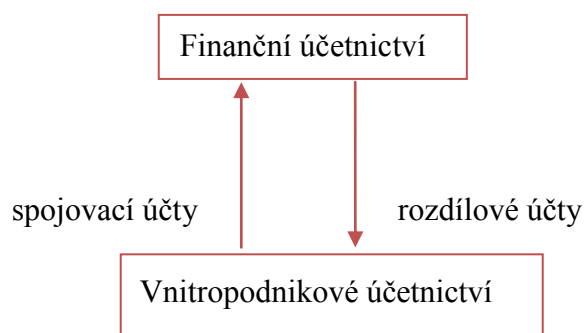 Finanční účetnictví
spojovací účty
rozdílové účty
Vnitropodnikové účetnictví